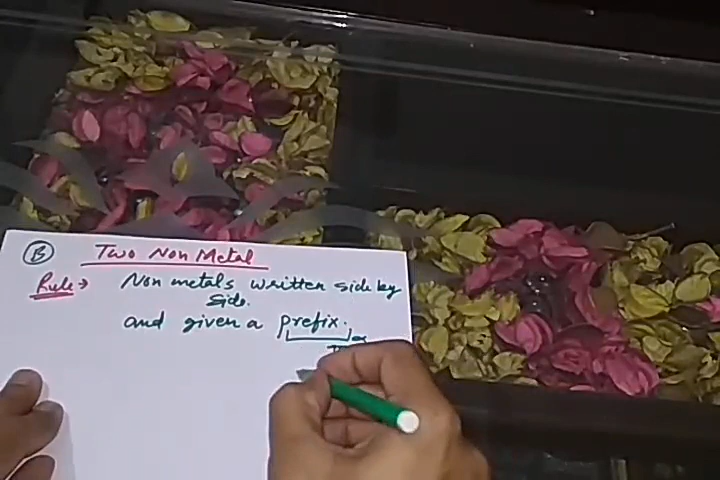 B Two Non Metal
Rule → Non metals written side by
side.
and given a prefix.